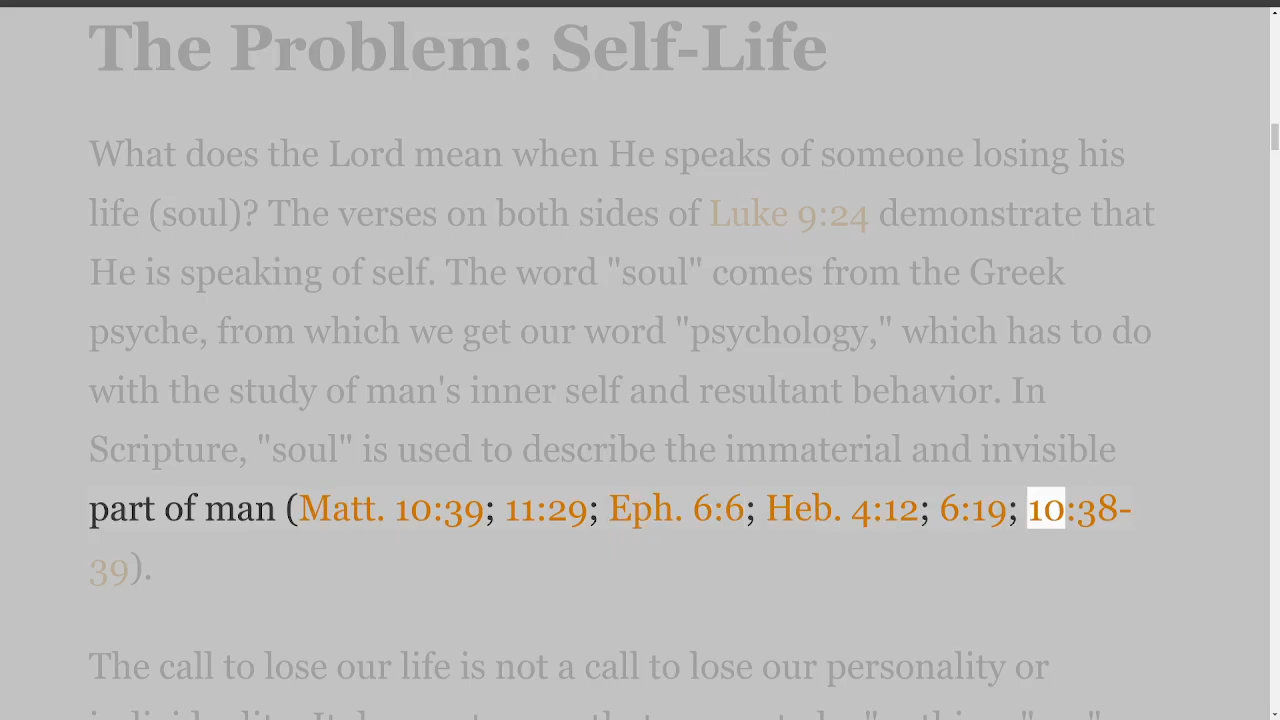 The Problem: Self-Life
What does the Lord mean when He speaks of someone losing his
life (soul)? The verses on both sides of Luke 9:24 demonstrate that
He is speaking of self. The word "soul" comes from the Greek
psyche, from which we get our word "psychology," which has to do
with the study of man's inner self and resultant behavior. In
Scripture, "soul" is used to describe the immaterial and invisible
part of man (Matt. 10:39; 11:29; Eph. 6:6; Heb. 4:12; 6:19; 10:38-
39).
The call to lose our life is not a call to lose our personality or